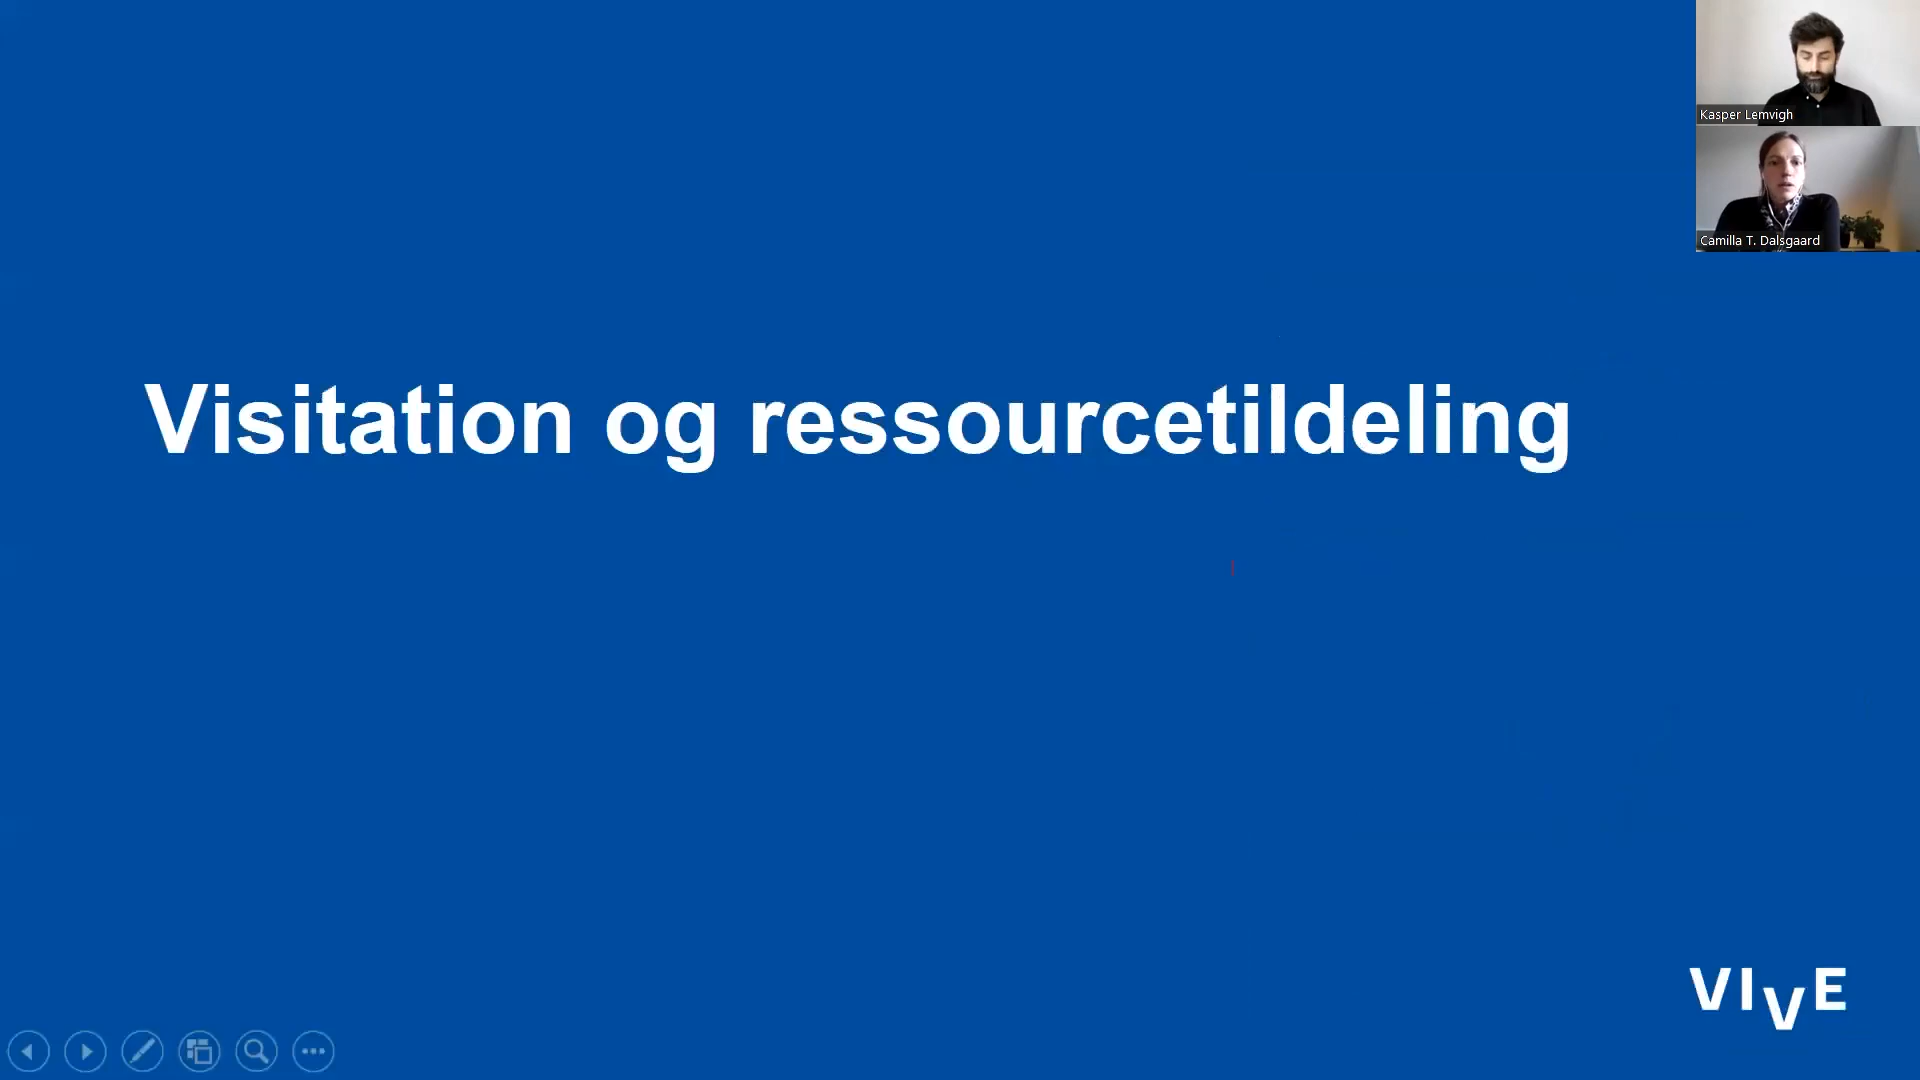 Kasper Lemvigh
Camilla T. Dalsgaard
Visitation og ressourcetildeling
VIVE